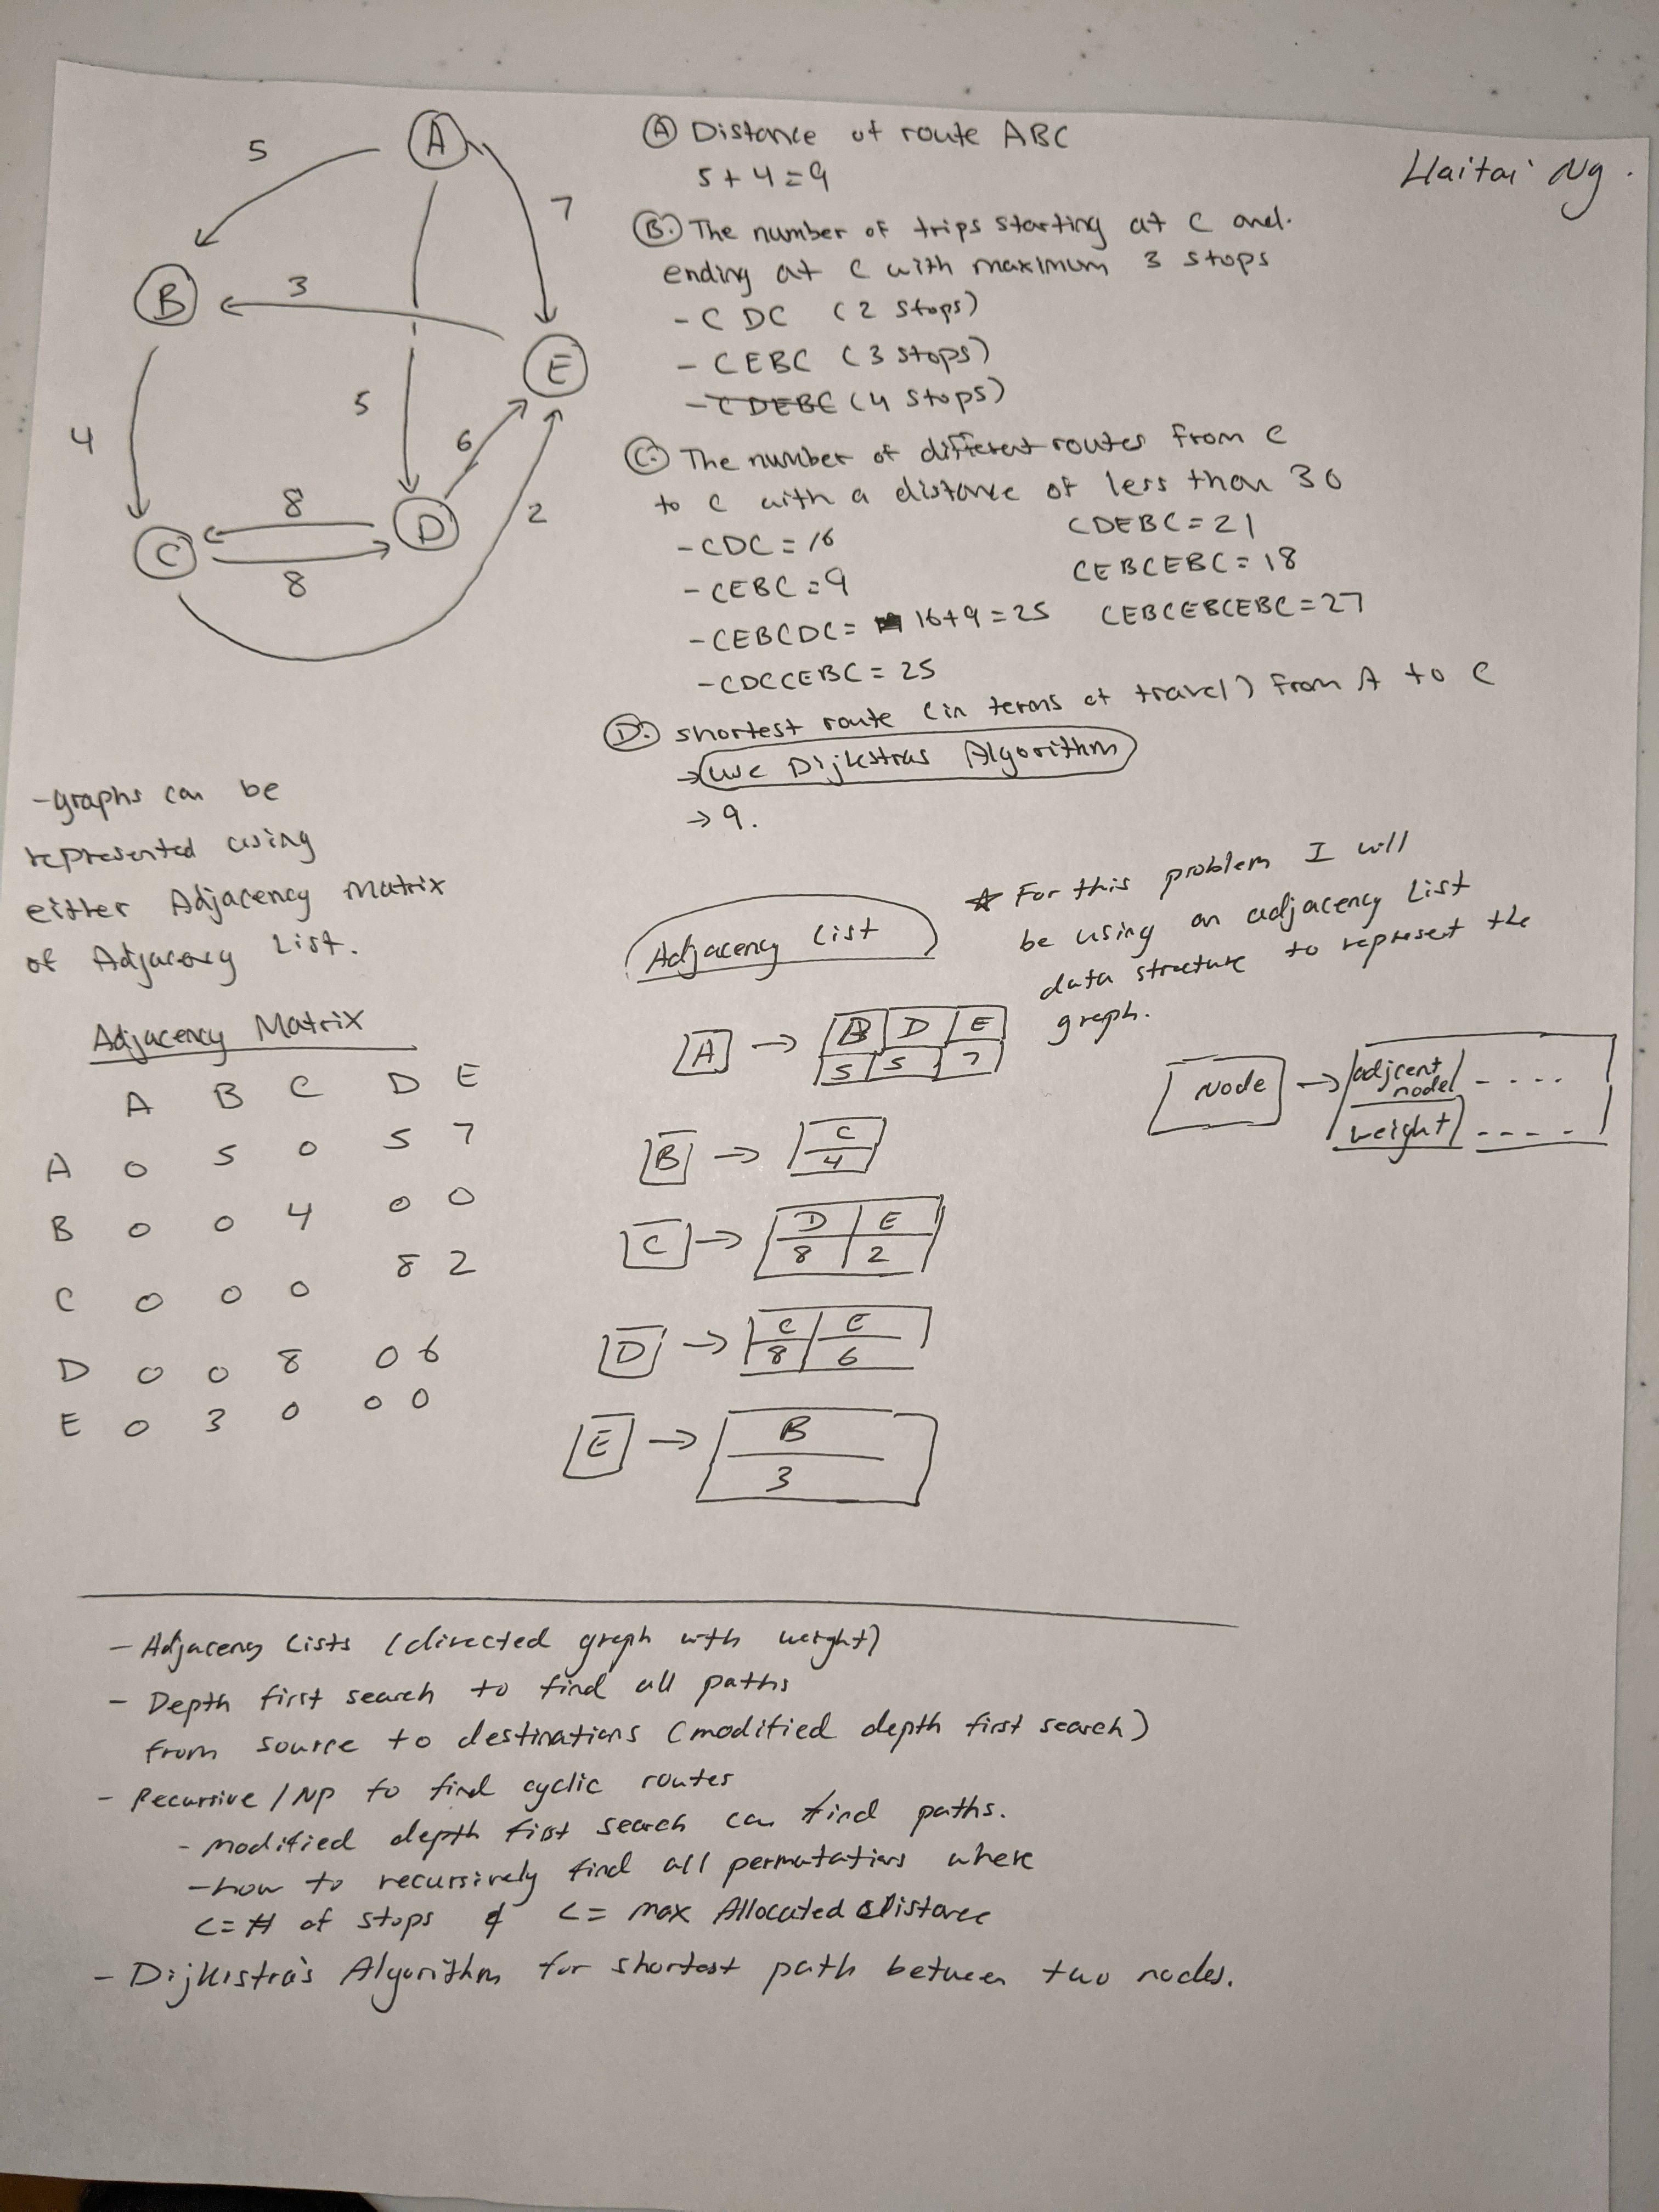 A
5
7
B
3
E
5
4
6
8
D
2
C
8
Haitai Ng.
(A) Distance of route ABC
5+4=9
(B.) The number of trips starting at C and.
ending at C with maximum 3 stops
- C DC (2 stops)
- CEBC (3 stops)
- CDEBC (4 stops)
(C.) The number of different routes from C
to C with a distance of less than 30
- CDC = 16
CDEBC = 21
- CEBC = 9
CEBCEBC = 18
- CEBCDC = 16+9=25
CEBCEBCEBC = 27
- CDCCEBC = 25
(D.) shortest route (in terms of travel) from A to C
→ use Dijkstras Algorithm
→ 9.
- graphs can be
represented using
either Adjacency Matrix
of Adjacency List.
Adjacency Matrix
A B C D E
A 0 5 0 5 7
B 0 0 4 0 0
C 0 0 0 8 2
D 0 0 8 0 6
E 0 3 0 0 0
Adjacency List
* For this problem I will
be using an adjacency List
data structure to represent the
graph.
A → B D E
5 5 7
B → C
4
C → D E
8 2
D → C E
8 6
E → B
3
Node → adjcent
node - ....
weight - - - - -
- Adjaceny Lists (directed graph with weight)
- Depth first search to find all paths
from source to destinations (modified depth first search)
- Recursive / NP to find cyclic routes
- modified depth first search can find paths.
- how to recursively find all permutations where
<= # of stops & <= max Allocated distance
- Dijkistra's Algorithm for shortest path between two nodes.